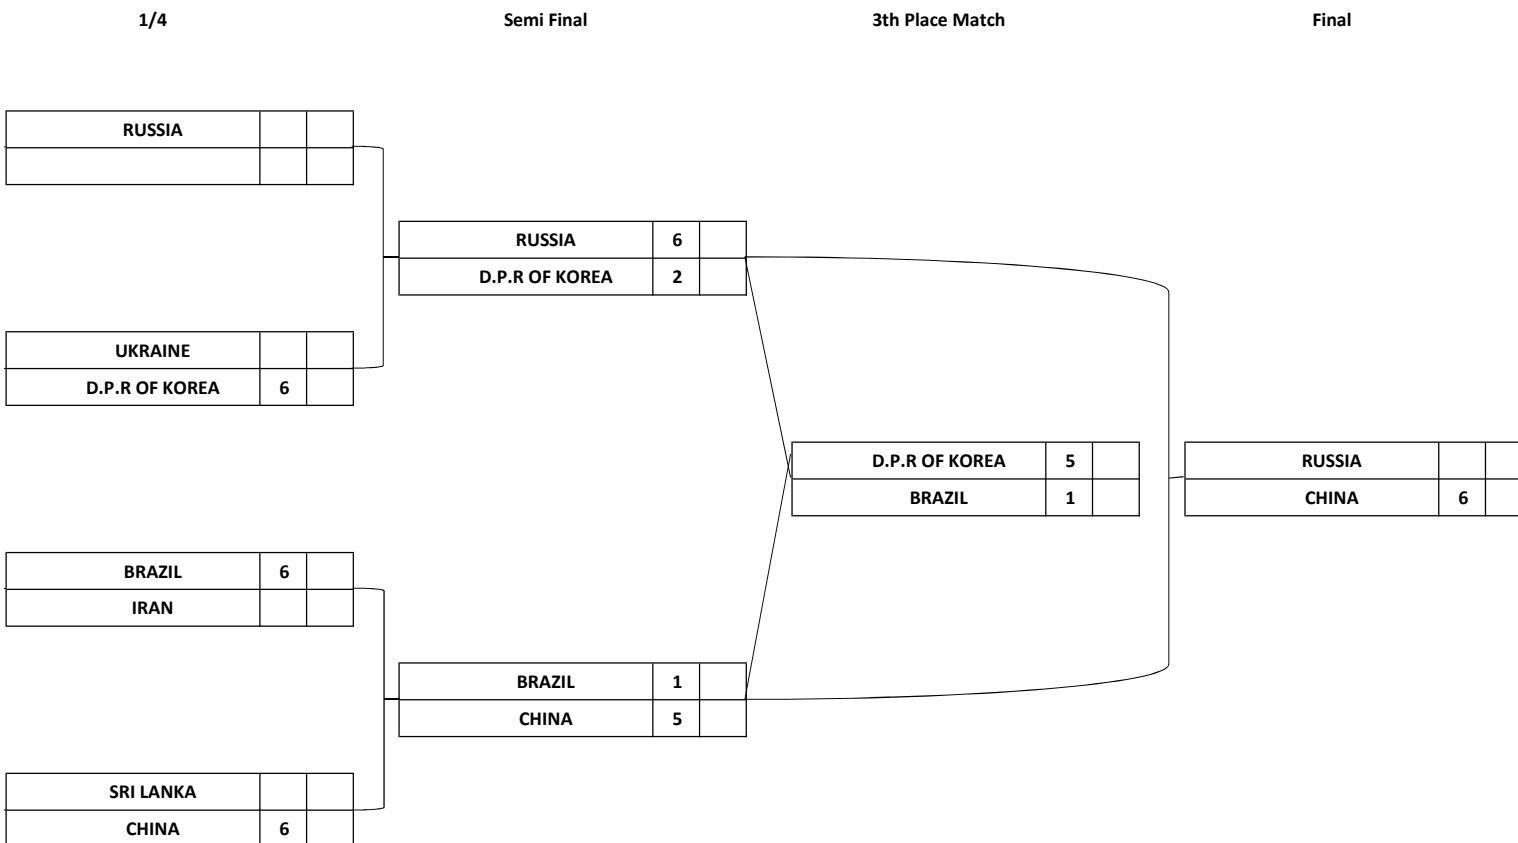 1/4 Semi Final 3th Place Match Final
RUSSIA
RUSSIA 6
D.P.R OF KOREA 2
UKRAINE
D.P.R OF KOREA 6
D.P.R OF KOREA 5
BRAZIL 1
RUSSIA
CHINA 6
BRAZIL 6
IRAN
BRAZIL 1
CHINA 5
SRI LANKA
CHINA 6